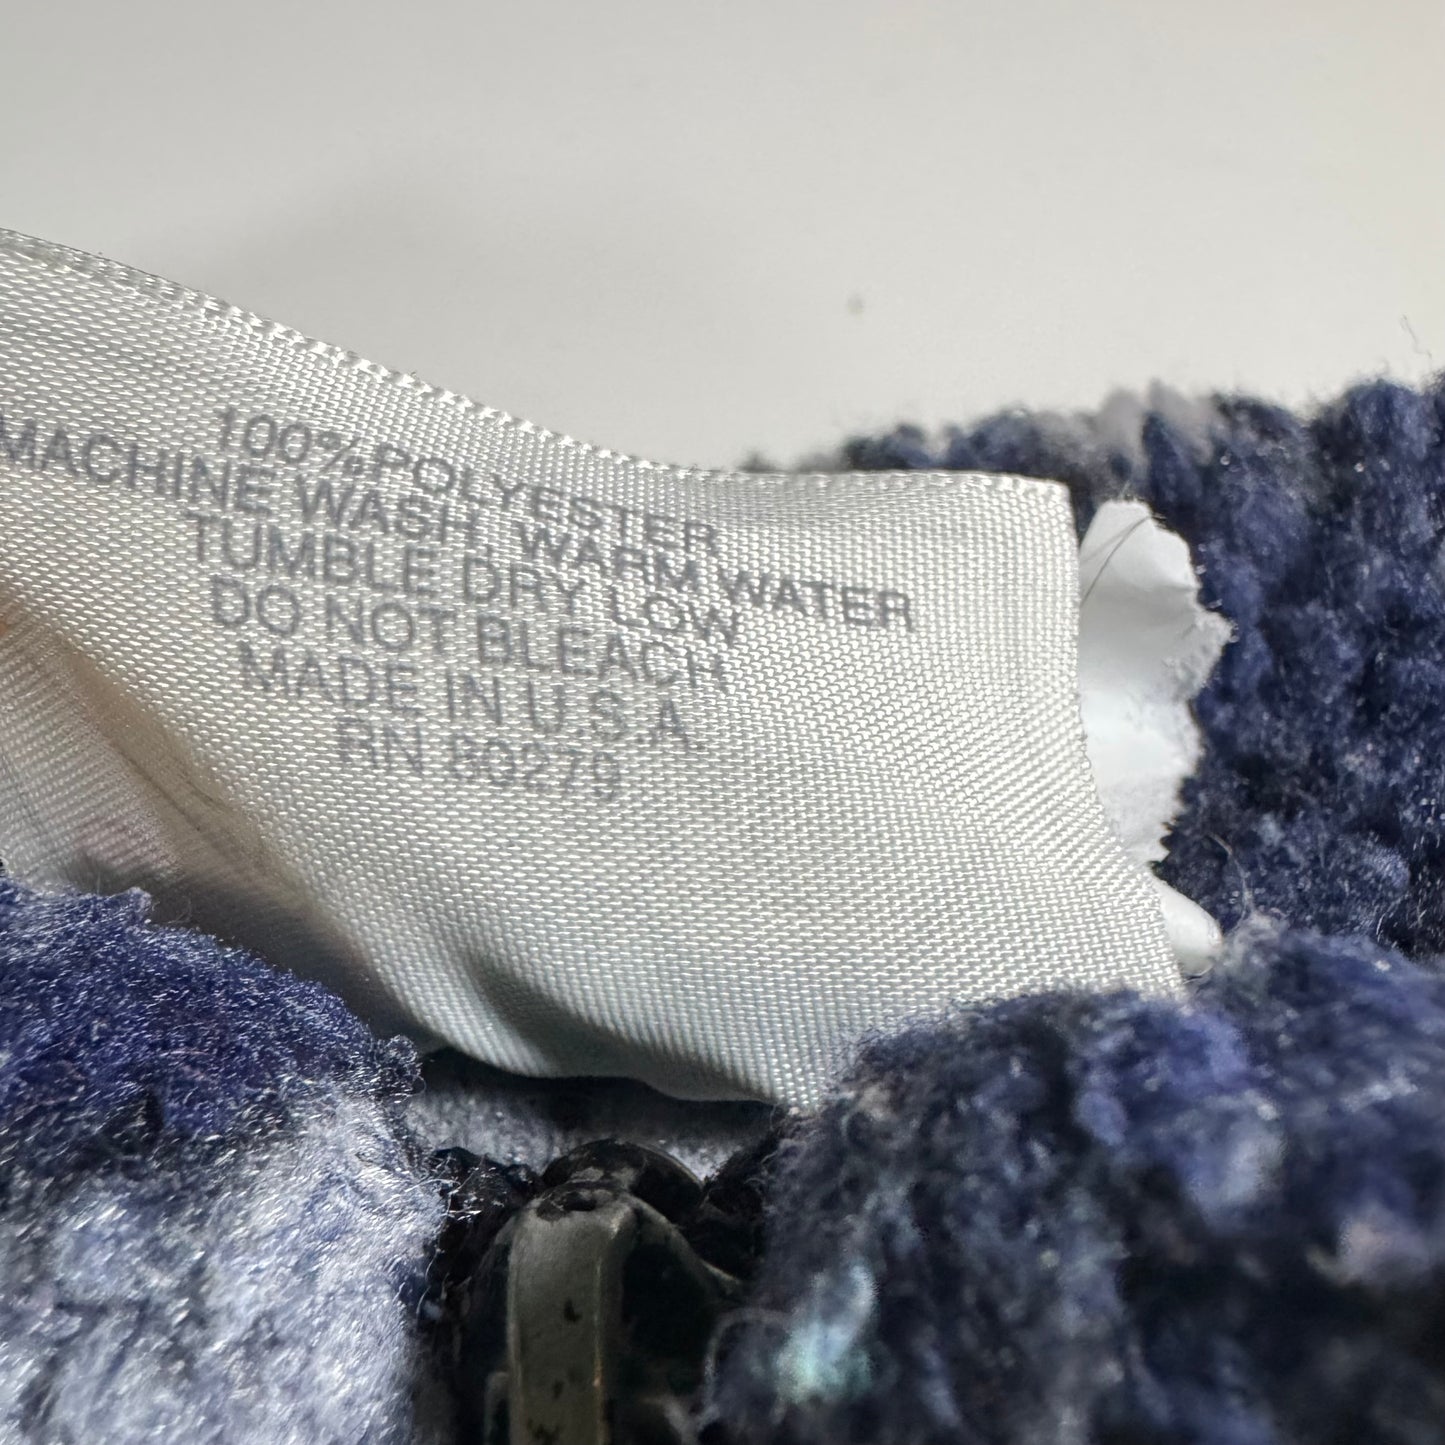 100% POLYESTER
MACHINE WASH, WARM WATER
TUMBLE DRY LOW
DO NOT BLEACH
MADE IN U.S.A.
RN 80279